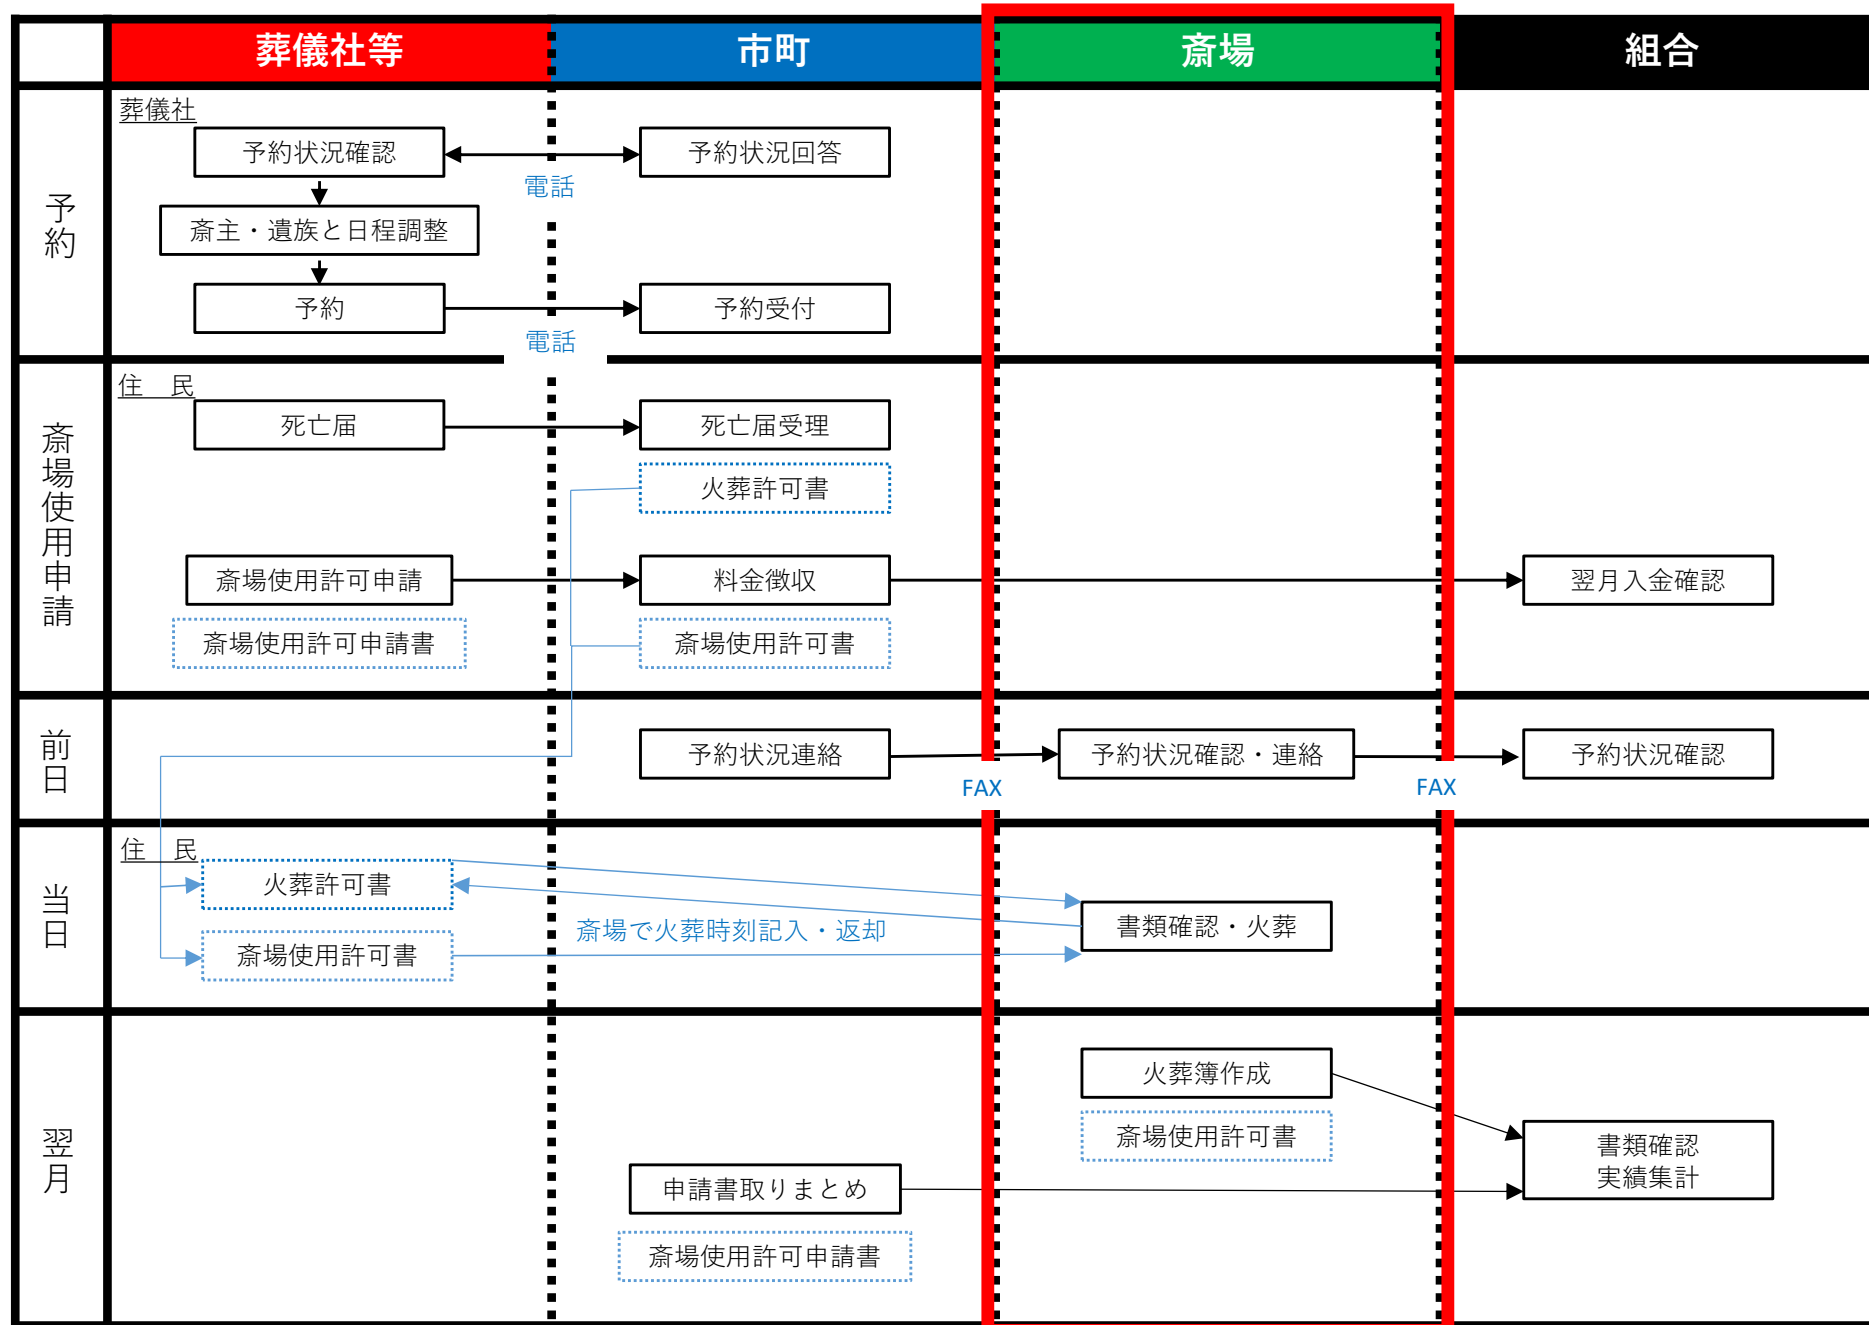 葬儀社等
市町
斎場
組合
予約
葬儀社
予約状況確認
予約状況回答
電話
斎主・遺族と日程調整
予約
予約受付
電話
斎場使用申請
住　民
死亡届
死亡届受理
火葬許可書
斎場使用許可申請
料金徴収
翌月入金確認
斎場使用許可申請書
斎場使用許可書
前日
予約状況連絡
予約状況確認・連絡
予約状況確認
FAX
FAX
当日
住　民
火葬許可書
書類確認・火葬
斎場で火葬時刻記入・返却
斎場使用許可書
翌月
火葬簿作成
斎場使用許可書
書類確認
実績集計
申請書取りまとめ
斎場使用許可申請書